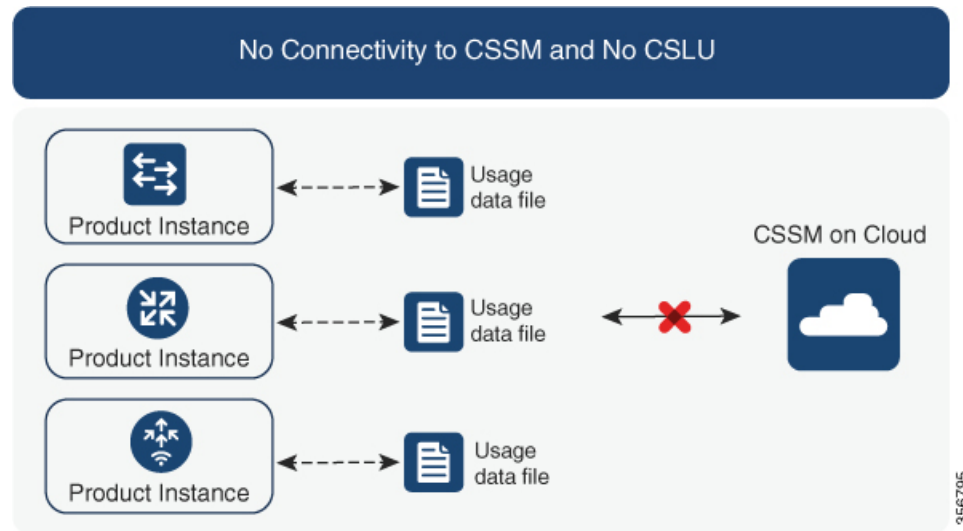 No Connectivity to CSSM and No CSLU
Product Instance
Usage
data file
Product Instance
Usage
data file
Product Instance
Usage
data file
CSSM on Cloud
356795